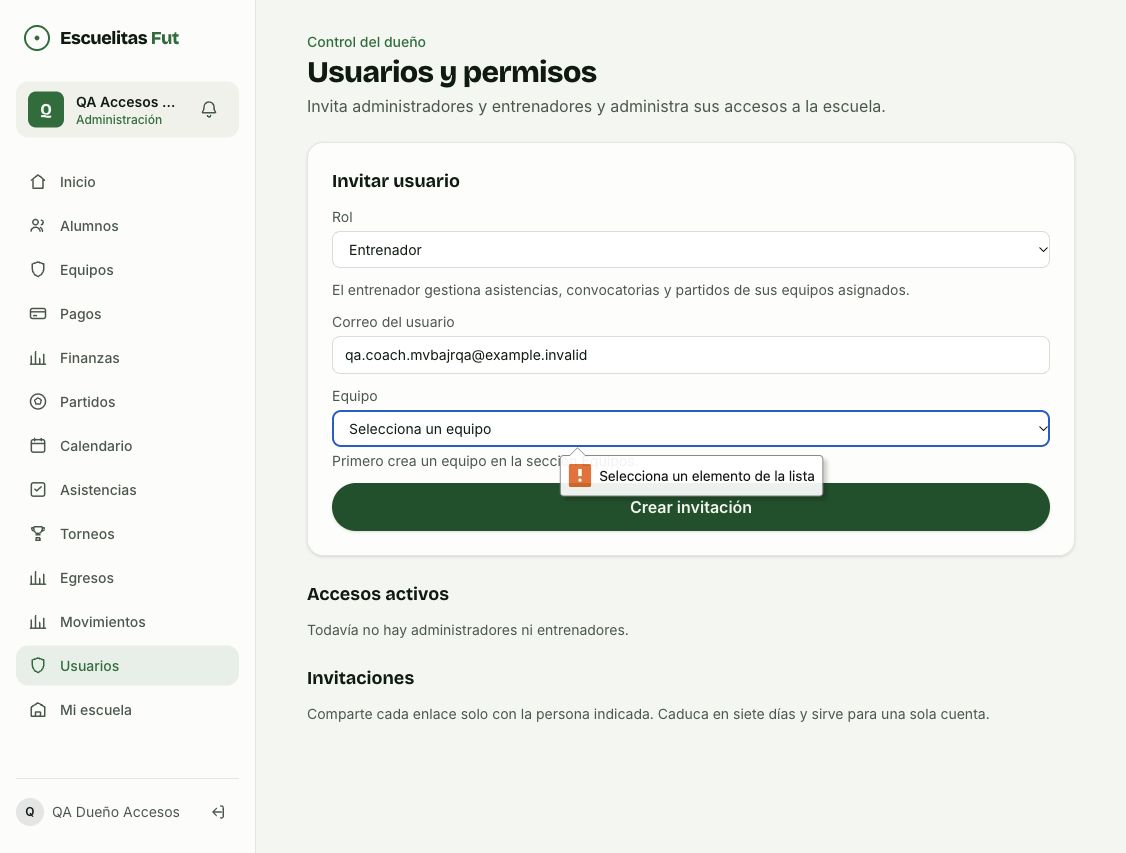 Escuelitas Fut
Q
QA Accesos ...
Administración
Inicio
Alumnos
Equipos
Pagos
Finanzas
Partidos
Calendario
Asistencias
Torneos
Egresos
Movimientos
Usuarios
Mi escuela
Q
QA Dueño Accesos
Control del dueño
Usuarios y permisos
Invita administradores y entrenadores y administra sus accesos a la escuela.
Invitar usuario
Rol
Entrenador
El entrenador gestiona asistencias, convocatorias y partidos de sus equipos asignados.
Correo del usuario
qa.coach.mvbajrqa@example.invalid
Equipo
Selecciona un equipo
Primero crea un equipo en la sección Equipos.
Selecciona un elemento de la lista
Crear invitación
Accesos activos
Todavía no hay administradores ni entrenadores.
Invitaciones
Comparte cada enlace solo con la persona indicada. Caduca en siete días y sirve para una sola cuenta.